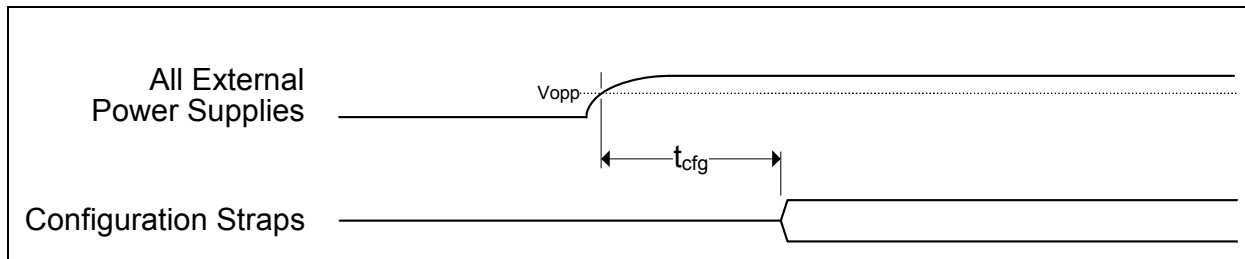 All External
Power Supplies
Vopp
tcfg
Configuration Straps